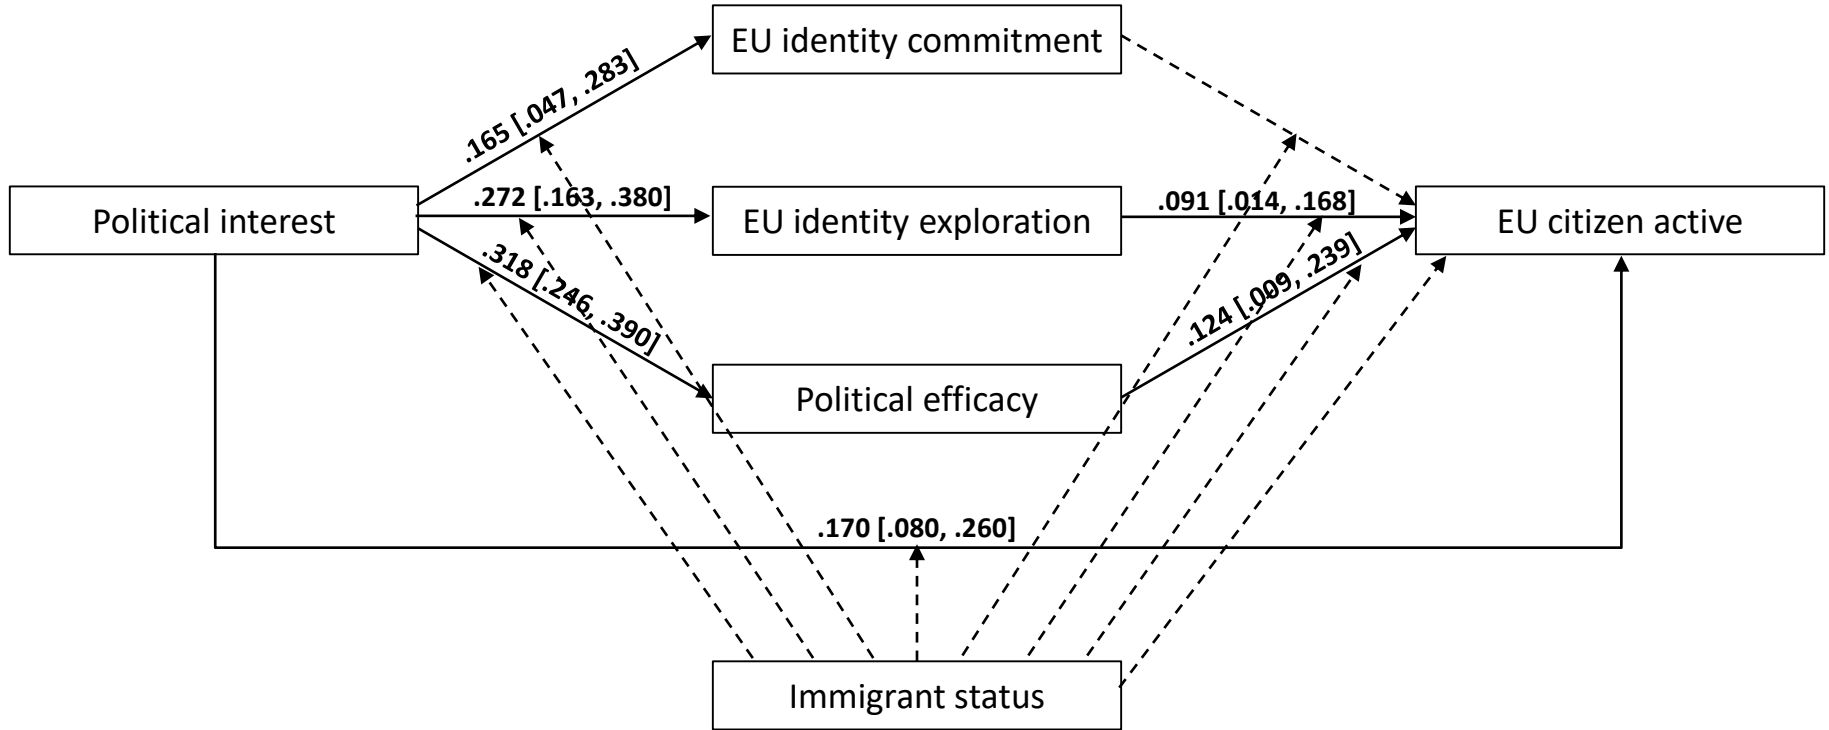 EU identity commitment
.165 [.047, .283]
.272 [.163, .380]
.091 [.014, .168]
Political interest
EU identity exploration
EU citizen active
.318 [.246, .390]
.124 [.009, .239]
Political efficacy
.170 [.080, .260]
Immigrant status